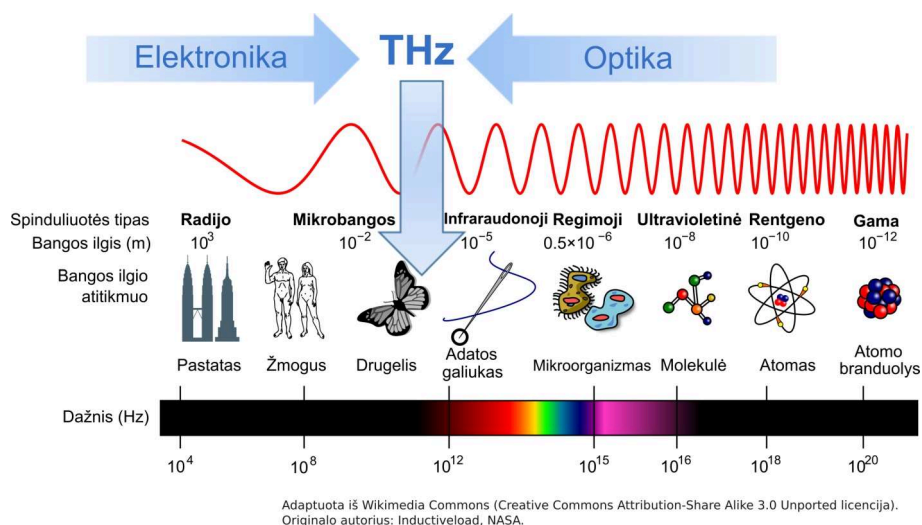 Elektronika THz Optika
Spinduliuotės tipas Radijo Mikrobangos Infraraudonoji Regimoji Ultravioletinė Rentgeno Gama
Bangos ilgis (m) 10³ 10⁻² 10⁻⁵ 0.5×10⁻⁶ 10⁻⁸ 10⁻¹⁰ 10⁻¹²
Bangos ilgio
atitikmuo
Pastatas Žmogus Drugelis Adatos
galiukas Mikroorganizmas Molekulė Atomas Atomo
branduolys
Dažnis (Hz)
10⁴ 10⁸ 10¹² 10¹⁵ 10¹⁶ 10¹⁸ 10²⁰
Adaptuota iš Wikimedia Commons (Creative Commons Attribution-Share Alike 3.0 Unported licencija).
Originalo autorius: Inductiveload, NASA.